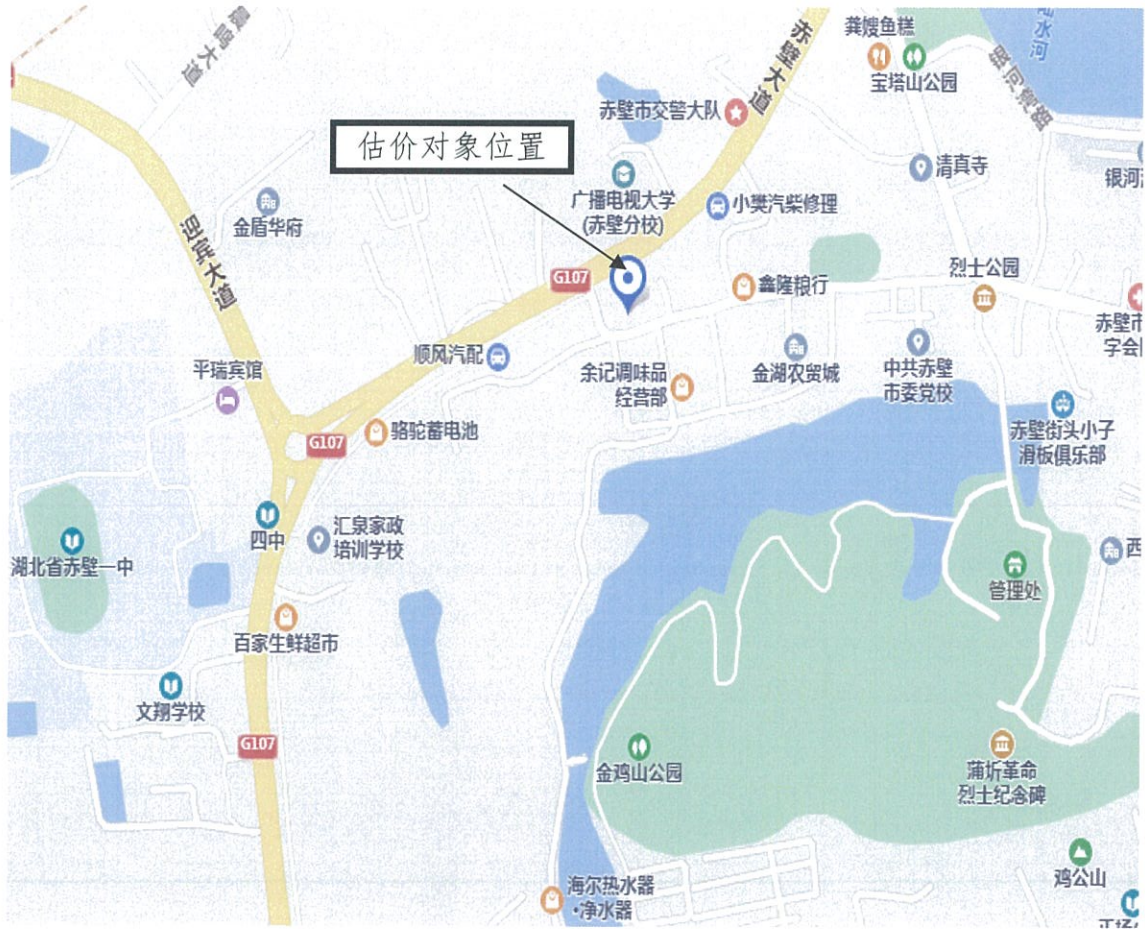 龚嫂鱼糕
宝塔山公园
陆水河
赤壁大道
赤壁市交警大队
估价对象位置
清真寺
广播电视大学
(赤壁分校)
小樊汽柴修理
金盾华府
迎宾大道
烈士公园
G107
鑫隆粮行
顺风汽配
平瑞宾馆
余记调味品
经营部
金湖农贸城
中共赤壁
市委党校
赤壁街头小子
滑板俱乐部
骆驼蓄电池
G107
四中
汇泉家政
培训学校
湖北省赤壁一中
管理处
西
百家生鲜超市
文翔学校
G107
金鸡山公园
蒲圻革命
烈士纪念碑
鸡公山
海尔热水器
·净水器